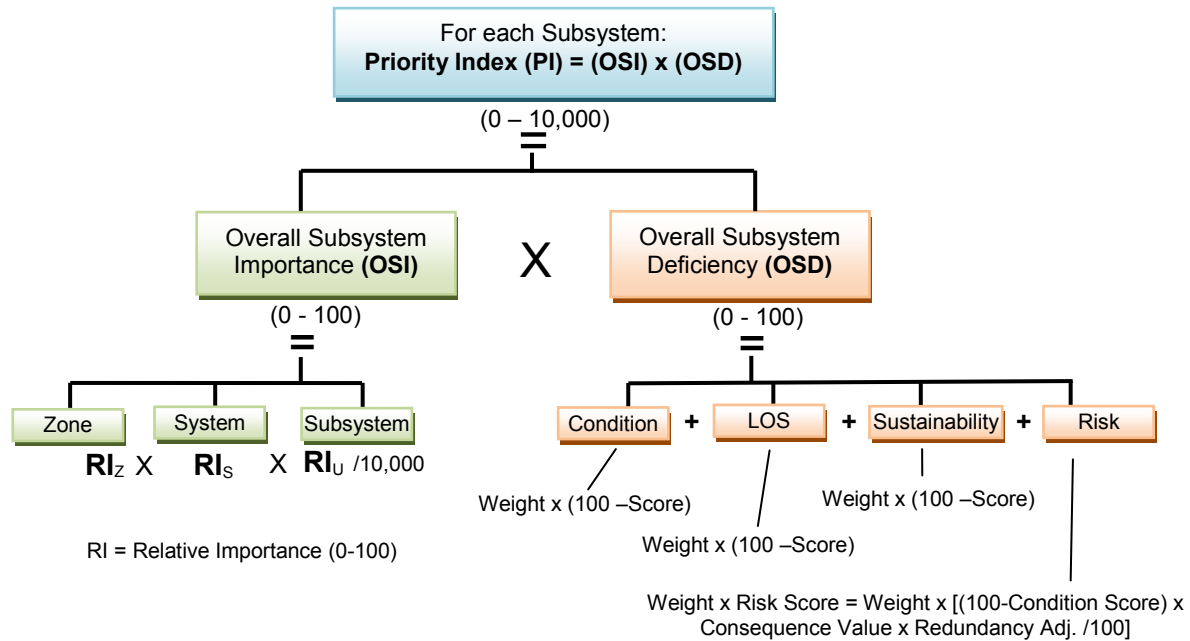 For each Subsystem:
Priority Index (PI) = (OSI) x (OSD)
(0 – 10,000)
=
Overall Subsystem
Importance (OSI)
X
Overall Subsystem
Deficiency (OSD)
(0 - 100)
=
(0 - 100)
=
Zone
System
Subsystem
RIZ X RIS X RIU /10,000
RI = Relative Importance (0-100)
Condition + LOS + Sustainability + Risk
Weight x (100 –Score)
Weight x (100 –Score)
Weight x (100 –Score)
Weight x Risk Score = Weight x [(100-Condition Score) x
Consequence Value x Redundancy Adj. /100]